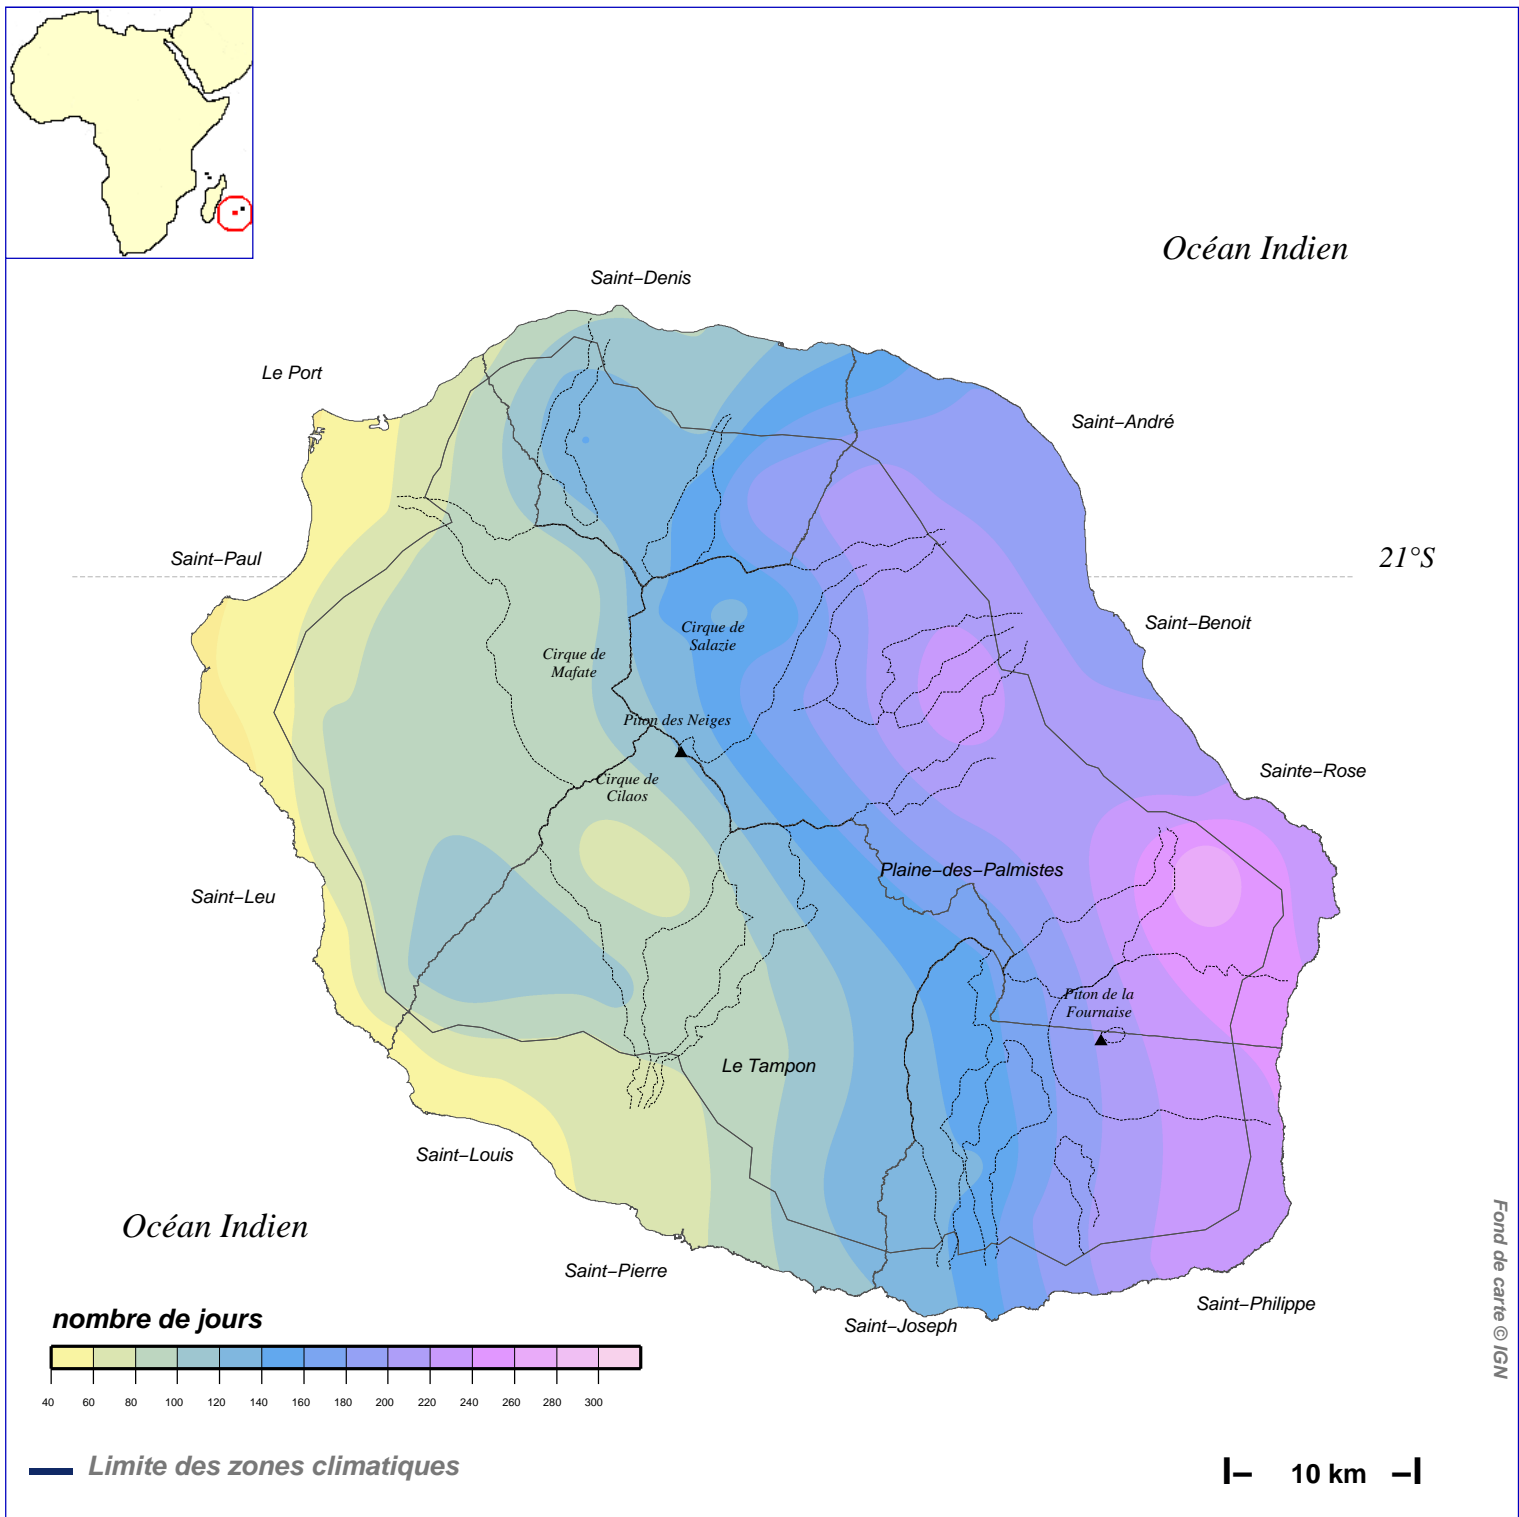 Océan Indien
Saint–Denis
Le Port
Saint–André
Saint–Paul
21°S
Saint–Benoit
Cirque de
Salazie
Cirque de
Mafate
Piton des Neiges
Sainte–Rose
Cirque de
Cilaos
Plaine–des–Palmistes
Saint–Leu
Piton de la
Fournaise
Le Tampon
Saint–Louis
Océan Indien
Saint–Pierre
Saint–Philippe
Saint–Joseph
Fond de carte © IGN
nombre de jours
40 60 80 100 120 140 160 180 200 220 240 260 280 300
Limite des zones climatiques
10 km